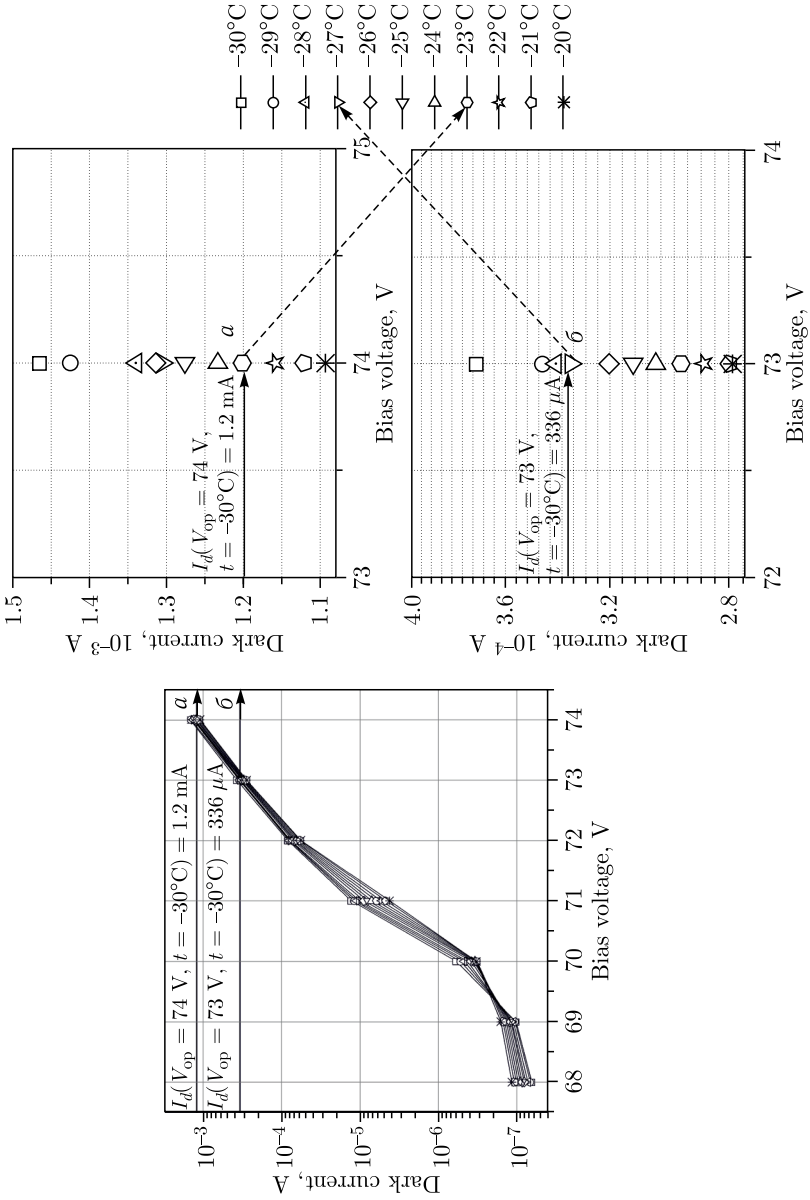 10⁻³
10⁻⁴
10⁻⁵
10⁻⁶
10⁻⁷
Dark current, A
I_d(V_op = 74 V, t = −30°C) = 1.2 mA
a
I_d(V_op = 73 V, t = −30°C) = 336 μA
б
68
69
70
71
72
73
74
Bias voltage, V
1.5
1.4
1.3
1.2
1.1
Dark current, 10⁻³ A
I_d(V_op = 74 V,
t = −30°C) = 1.2 mA
a
73
74
75
Bias voltage, V
4.0
3.6
3.2
2.8
Dark current, 10⁻⁴ A
I_d(V_op = 73 V,
t = −30°C) = 336 μA
б
72
73
74
Bias voltage, V
−30°C
−29°C
−28°C
−27°C
−26°C
−25°C
−24°C
−23°C
−22°C
−21°C
−20°C